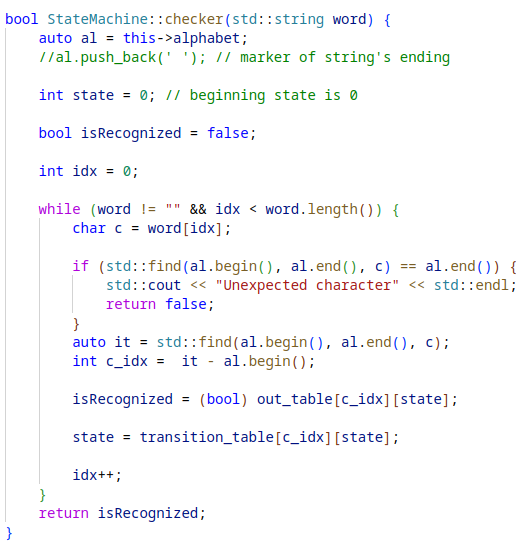 bool StateMachine::checker(std::string word) {
    auto al = this->alphabet;
    //al.push_back(' '); // marker of string's ending
    int state = 0; // beginning state is 0
    bool isRecognized = false;
    int idx = 0;
    while (word != "" && idx < word.length()) {
        char c = word[idx];
        if (std::find(al.begin(), al.end(), c) == al.end()) {
            std::cout << "Unexpected character" << std::endl;
            return false;
        }
        auto it = std::find(al.begin(), al.end(), c);
        int c_idx =  it - al.begin();
        isRecognized = (bool) out_table[c_idx][state];
        state = transition_table[c_idx][state];
        idx++;
    }
    return isRecognized;
}